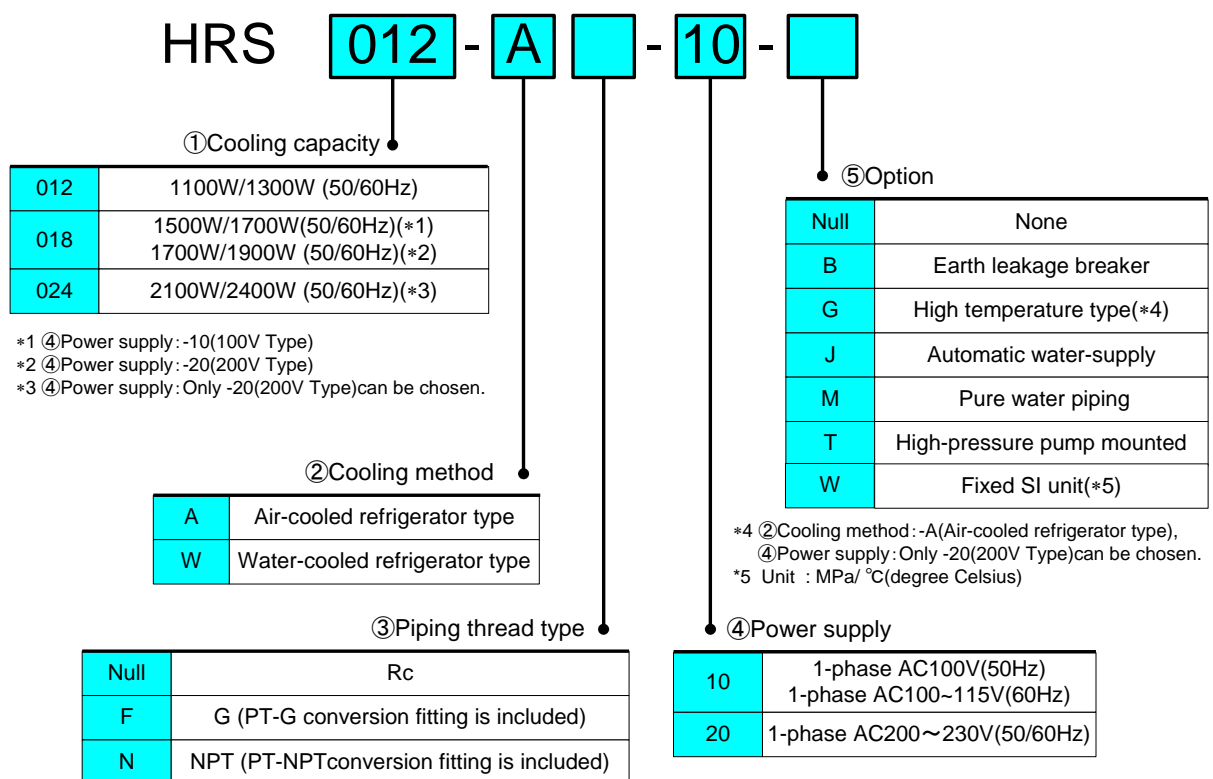 HRS 012 - A - 10 -
①Cooling capacity
012 1100W/1300W (50/60Hz)
018 1500W/1700W(50/60Hz)(*1)
1700W/1900W (50/60Hz)(*2)
024 2100W/2400W (50/60Hz)(*3)
*1 ④Power supply:-10(100V Type)
*2 ④Power supply:-20(200V Type)
*3 ④Power supply:Only -20(200V Type)can be chosen.
⑤Option
Null None
B Earth leakage breaker
G High temperature type(*4)
J Automatic water-supply
M Pure water piping
T High-pressure pump mounted
W Fixed SI unit(*5)
*4 ②Cooling method:-A(Air-cooled refrigerator type),
④Power supply:Only -20(200V Type)can be chosen.
*5 Unit : MPa/ ℃(degree Celsius)
②Cooling method
A Air-cooled refrigerator type
W Water-cooled refrigerator type
③Piping thread type
Null Rc
F G (PT-G conversion fitting is included)
N NPT (PT-NPTconversion fitting is included)
④Power supply
10 1-phase AC100V(50Hz)
1-phase AC100~115V(60Hz)
20 1-phase AC200～230V(50/60Hz)